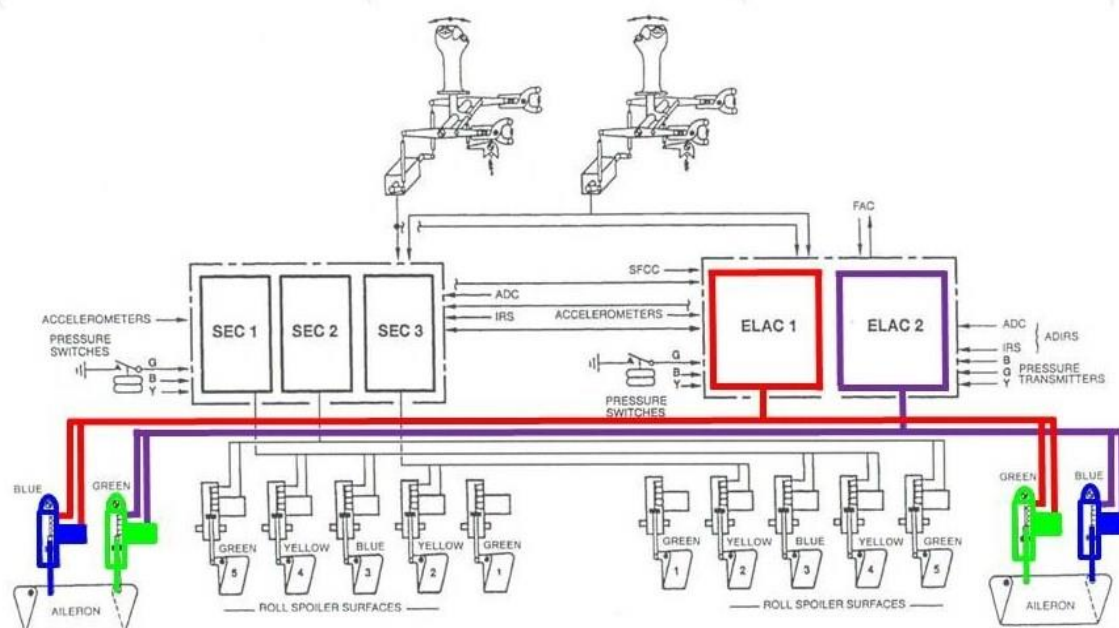 FAC
SFCC
ADC
IRS
ACCELEROMETERS
SEC 1
SEC 2
SEC 3
ACCELEROMETERS
PRESSURE
SWITCHES
G
B
Y
ELAC 1
ELAC 2
G
B
Y
PRESSURE
SWITCHES
ADC
IRS
ADIRS
B
G
Y
PRESSURE
TRANSMITTERS
BLUE
GREEN
AILERON
GREEN
YELLOW
BLUE
YELLOW
GREEN
5
4
3
2
1
ROLL SPOILER SURFACES
GREEN
YELLOW
BLUE
YELLOW
GREEN
1
2
3
4
5
ROLL SPOILER SURFACES
GREEN
BLUE
AILERON